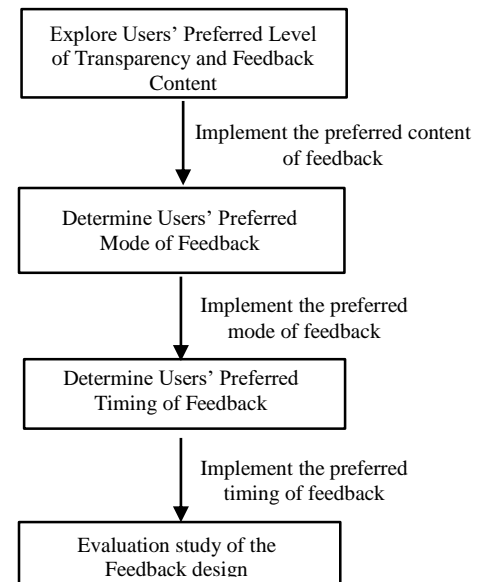 Explore Users’ Preferred Level
of Transparency and Feedback
Content
Implement the preferred content
of feedback
Determine Users’ Preferred
Mode of Feedback
Implement the preferred
mode of feedback
Determine Users’ Preferred
Timing of Feedback
Implement the preferred
timing of feedback
Evaluation study of the
Feedback design